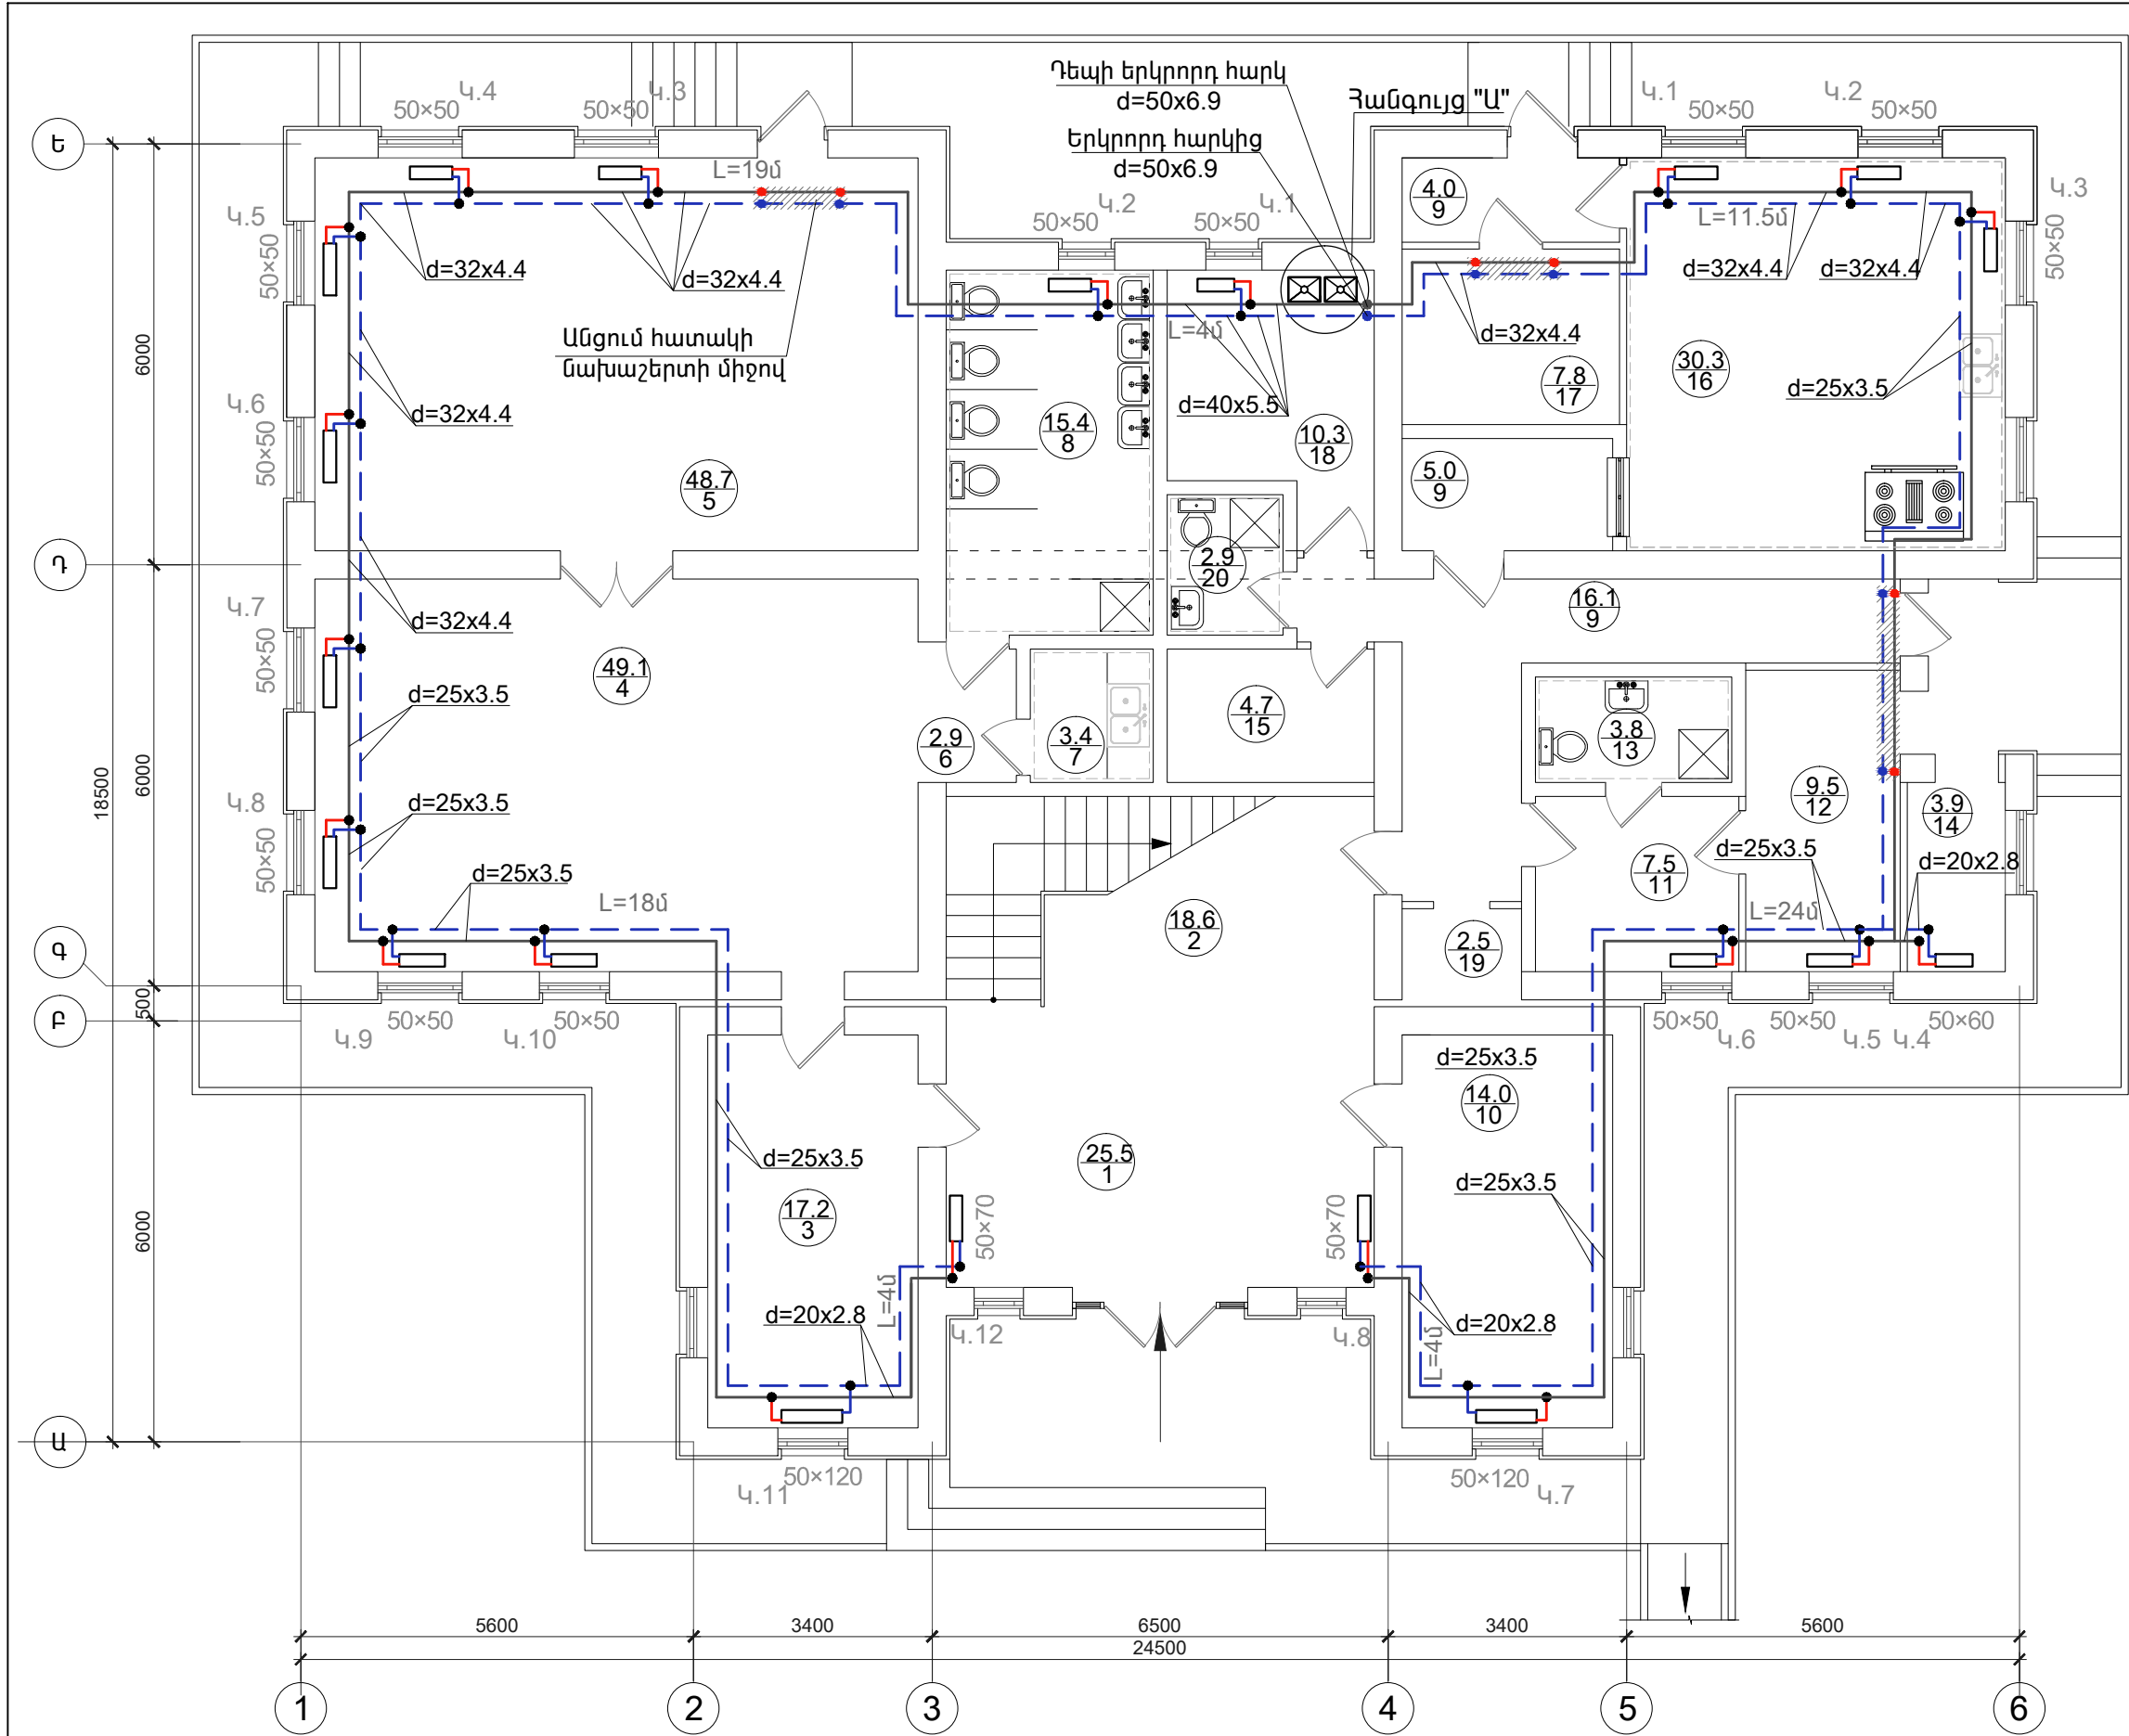 Դեպի երկրորդ հարկ
d=50x6.9
Հանգույց "Ա"
Երկրորդ հարկից
d=50x6.9
Կ.4
50×50
Կ.3
50×50
Կ.1
50×50
Կ.2
50×50
Ե
L=19մ
4.0
9
Կ.3
50×50
Կ.5
50×50
Կ.2
50×50
Կ.1
50×50
L=11.5մ
d=32x4.4
d=32x4.4
d=32x4.4
d=32x4.4
Անցում հատակի
նախաշերտի միջով
L=4մ
d=32x4.4
6000
7.8
17
30.3
16
d=25x3.5
Կ.6
50×50
d=32x4.4
d=40x5.5
15.4
8
10.3
18
48.7
5
5.0
9
Դ
2.9
20
16.1
9
Կ.7
50×50
d=32x4.4
49.1
4
d=25x3.5
4.7
15
2.9
6
3.4
7
3.8
13
18500
6000
Կ.8
50×50
d=25x3.5
9.5
12
3.9
14
d=25x3.5
d=20x2.8
7.5
11
d=25x3.5
L=18մ
18.6
2
2.5
19
L=24մ
Գ
500
Բ
Կ.9
50×50
Կ.10
50×50
50×50
Կ.6
50×50
Կ.5
Կ.4
50×60
d=25x3.5
14.0
10
d=25x3.5
25.5
1
d=25x3.5
17.2
3
50×70
50×70
6000
L=4մ
d=20x2.8
Կ.12
Կ.8
d=20x2.8
L=4մ
Ա
50×120
Կ.11
50×120
Կ.7
5600
3400
6500
3400
5600
24500
1
2
3
4
5
6